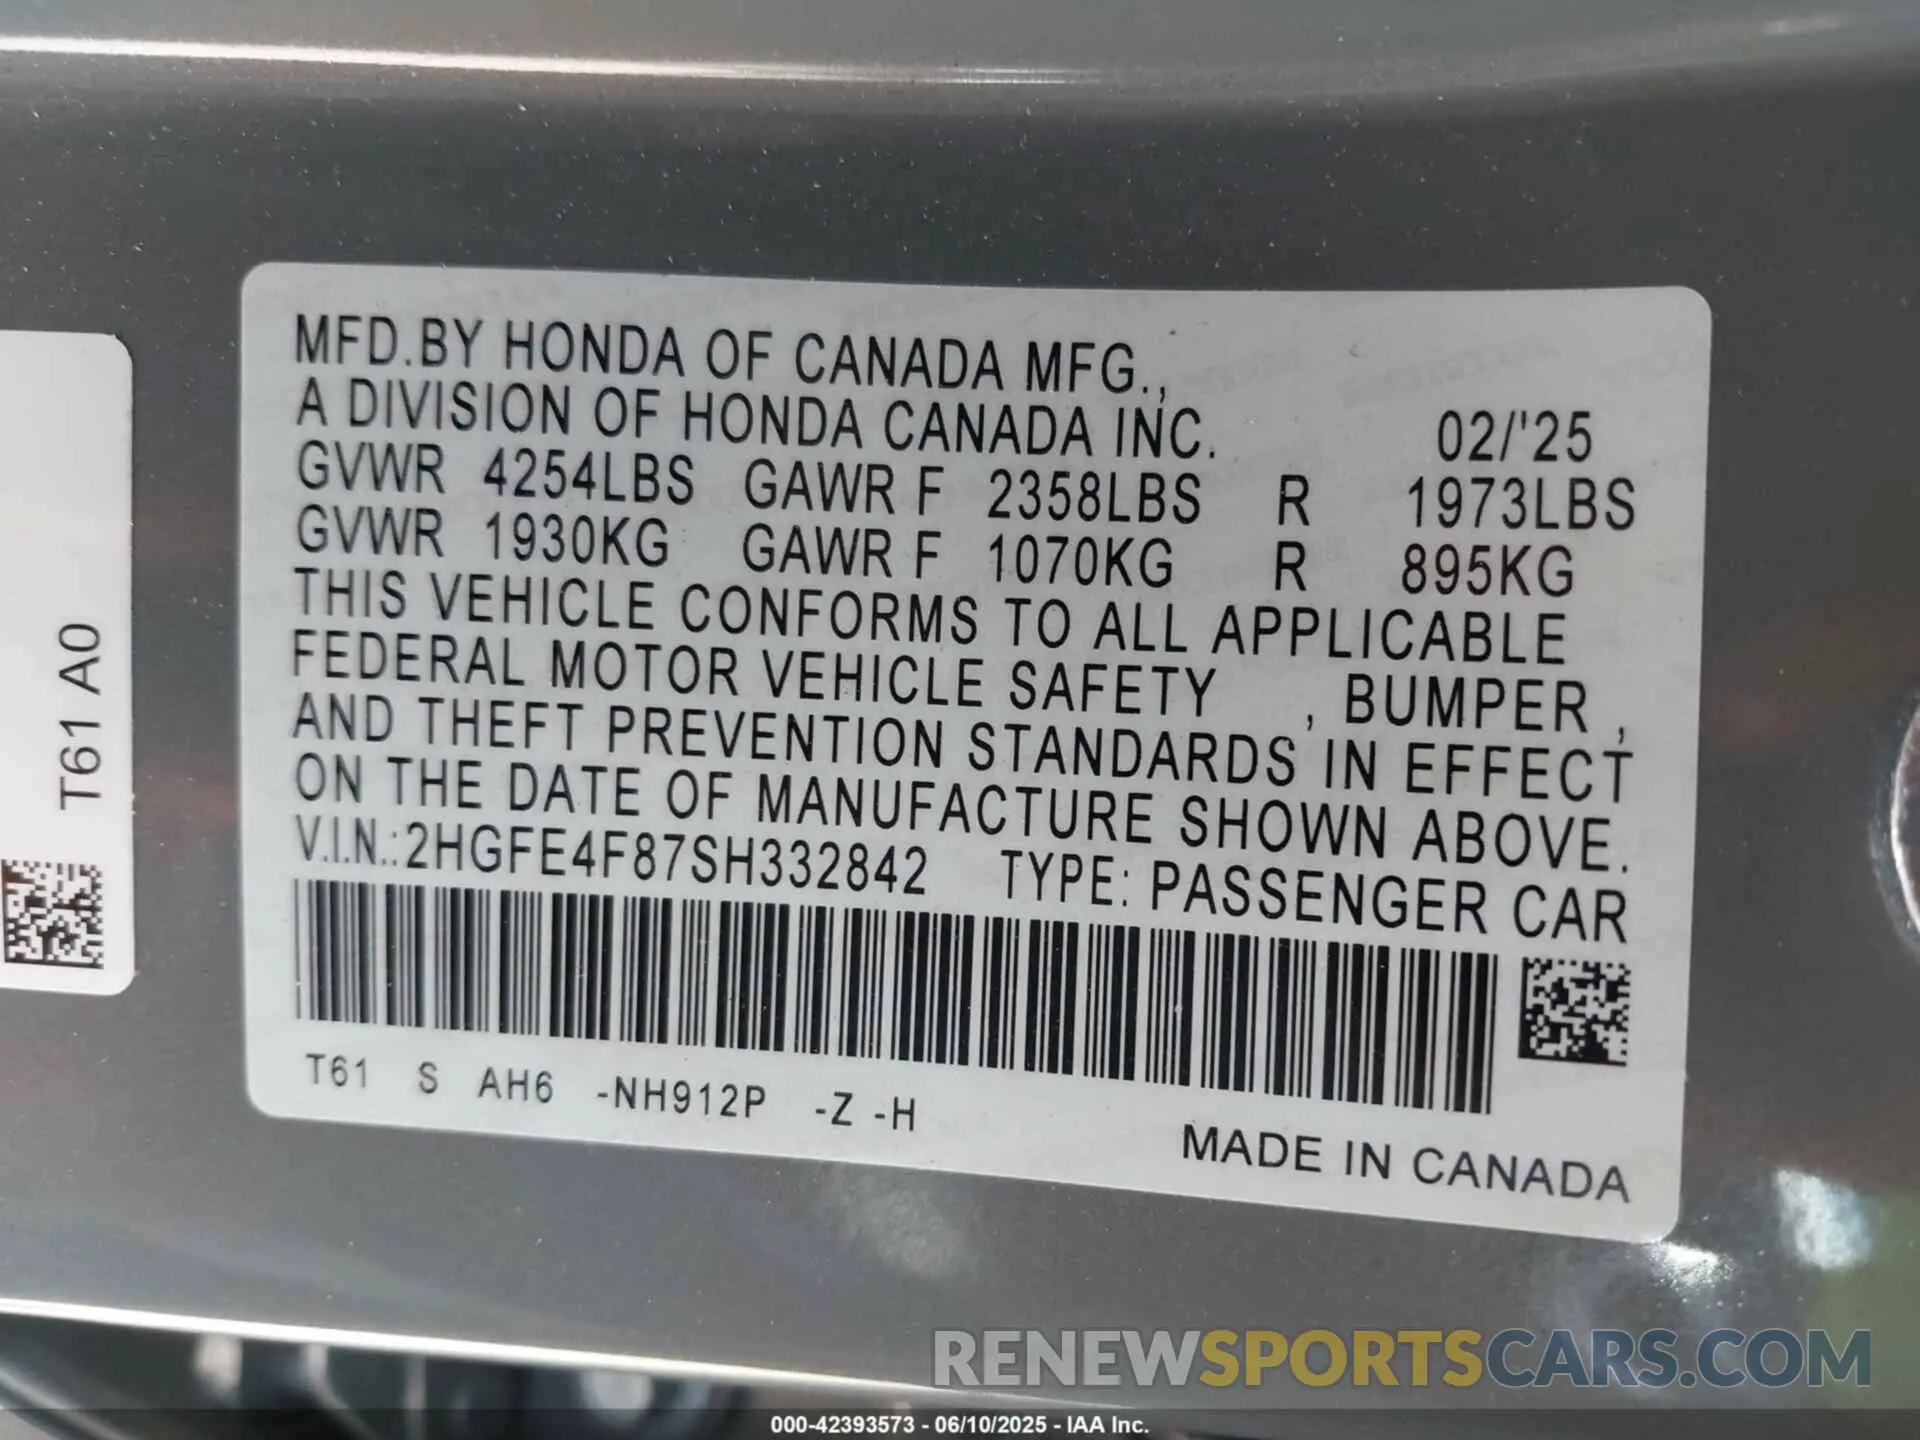 MFD.BY HONDA OF CANADA MFG.,
A DIVISION OF HONDA CANADA INC. 02/'25
GVWR 4254LBS GAWR F 2358LBS R 1973LBS
GVWR 1930KG GAWR F 1070KG R 895KG
THIS VEHICLE CONFORMS TO ALL APPLICABLE
FEDERAL MOTOR VEHICLE SAFETY , BUMPER ,
AND THEFT PREVENTION STANDARDS IN EFFECT
ON THE DATE OF MANUFACTURE SHOWN ABOVE.
V.I.N.:2HGFE4F87SH332842 TYPE: PASSENGER CAR
T61 S AH6 -NH912P -Z -H
MADE IN CANADA
T61 A0
RENEWSPORTSCARS.COM
000-42393573 - 06/10/2025 - IAA Inc.